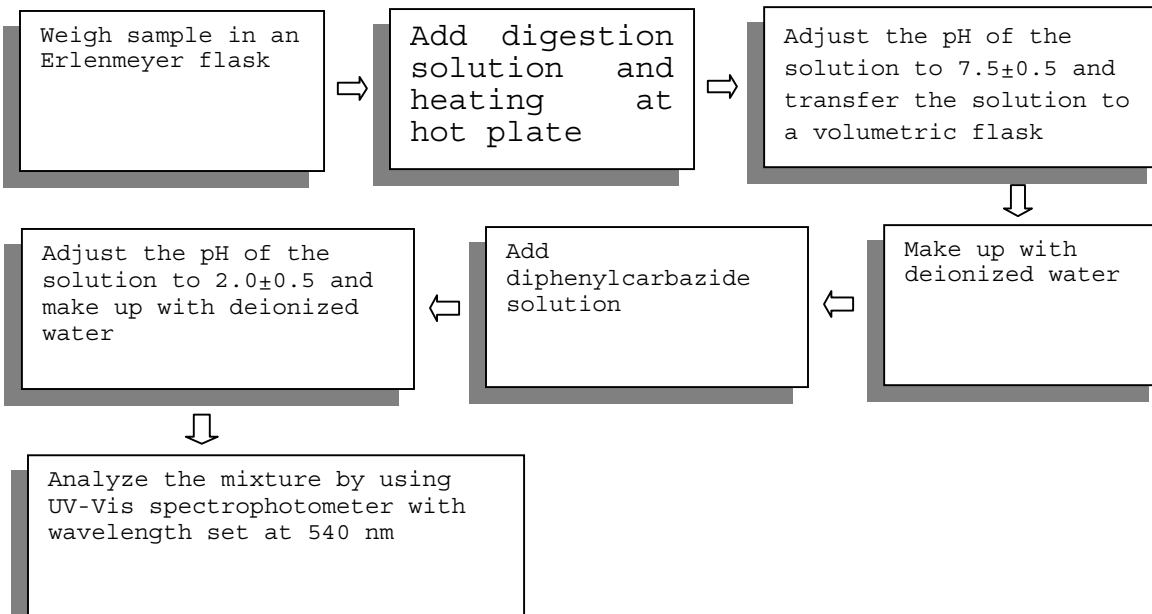 Weigh sample in an
Erlenmeyer flask
Add digestion
solution and
heating at
hot plate
Adjust the pH of the
solution to 7.5±0.5 and
transfer the solution to
a volumetric flask
Make up with
deionized water
Add
diphenylcarbazide
solution
Adjust the pH of the
solution to 2.0±0.5 and
make up with deionized
water
Analyze the mixture by using
UV-Vis spectrophotometer with
wavelength set at 540 nm